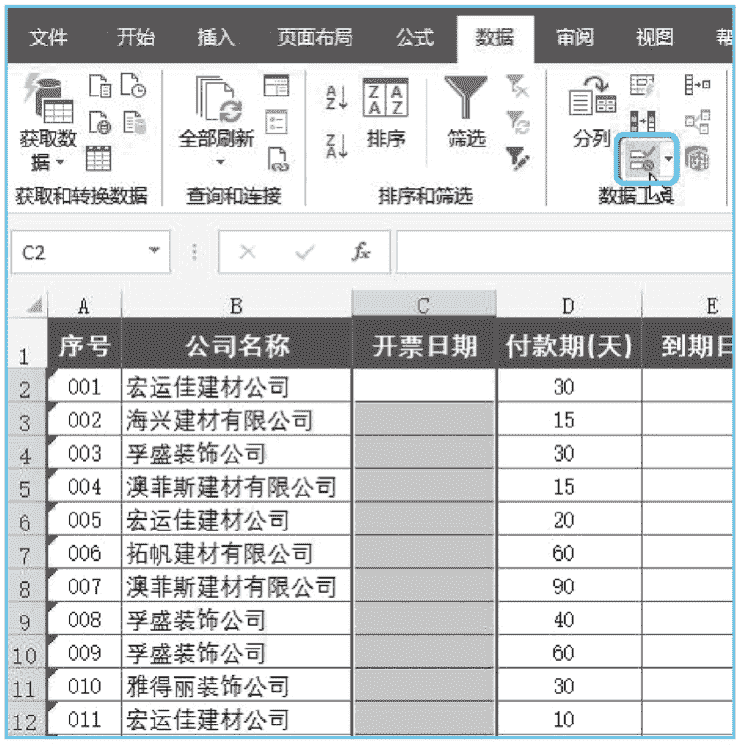 文件 开始 插入 页面布局 公式 数据 审阅 视图
获取数据 全部刷新 排序 筛选 分列
获取和转换数据 查询和连接 排序和筛选 数据工具
C2 fx
A B C D E
1 序号 公司名称 开票日期 付款期(天) 到期日
2 001 宏运佳建材公司 30
3 002 海兴建材有限公司 15
4 003 孚盛装饰公司 30
5 004 澳菲斯建材有限公司 15
6 005 宏运佳建材公司 20
7 006 拓帆建材有限公司 60
8 007 澳菲斯建材有限公司 90
9 008 孚盛装饰公司 40
10 009 孚盛装饰公司 60
11 010 雅得丽装饰公司 30
12 011 宏运佳建材公司 10